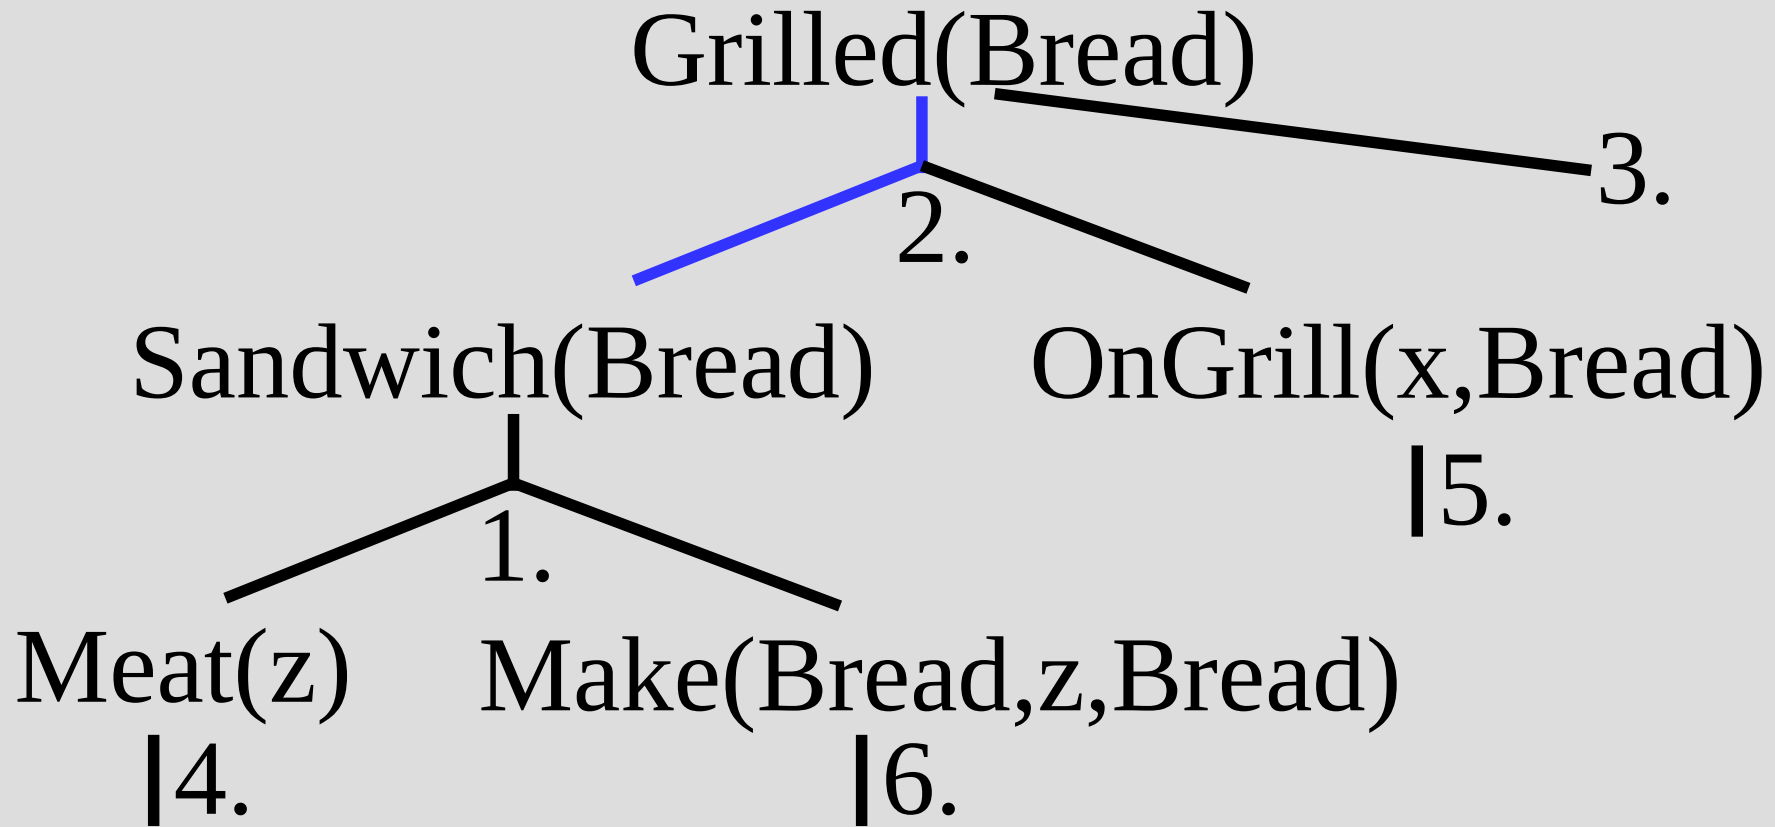 Grilled(Bread)
3.
2.
Sandwich(Bread) OnGrill(x,Bread)
5.
1.
Meat(z) Make(Bread,z,Bread)
4. 6.